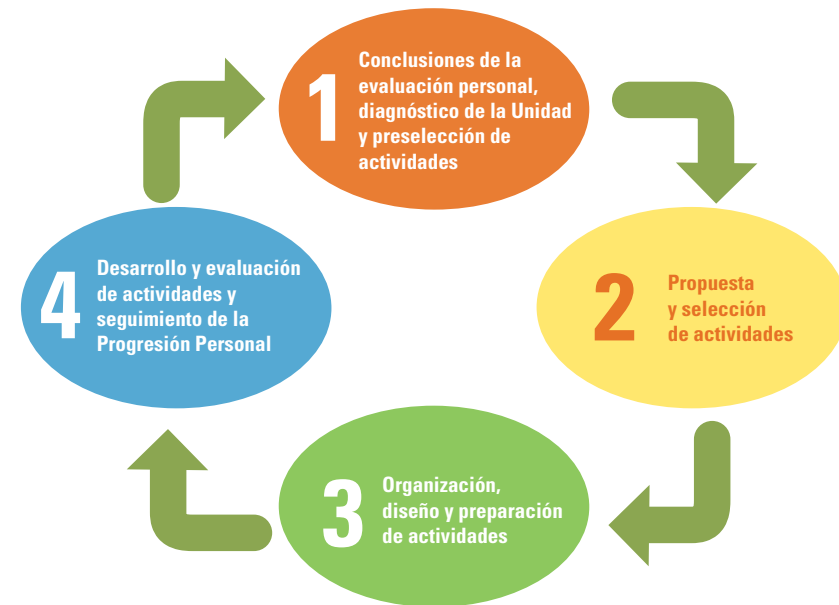 1
Conclusiones de la
evaluación personal,
diagnóstico de la Unidad
y preselección de
actividades
2
Propuesta
y selección
de actividades
3
Organización,
diseño y preparación
de actividades
4
Desarrollo y evaluación
de actividades y
seguimiento de la
Progresión Personal